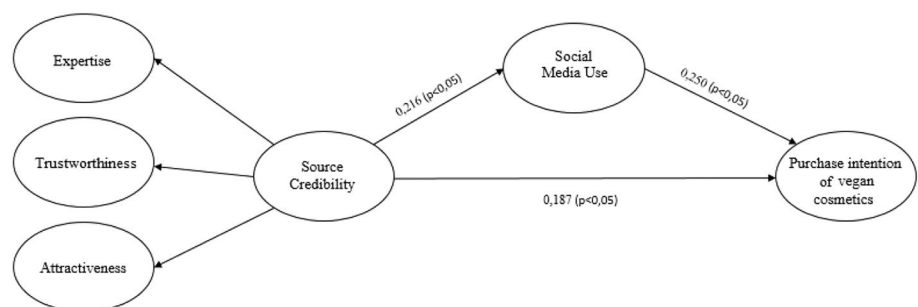 Expertise
Trustworthiness
Attractiveness
Source
Credibility
0,216 (p<0,05)
Social
Media Use
0,250 (p<0,05)
0,187 (p<0,05)
Purchase intention
of vegan
cosmetics